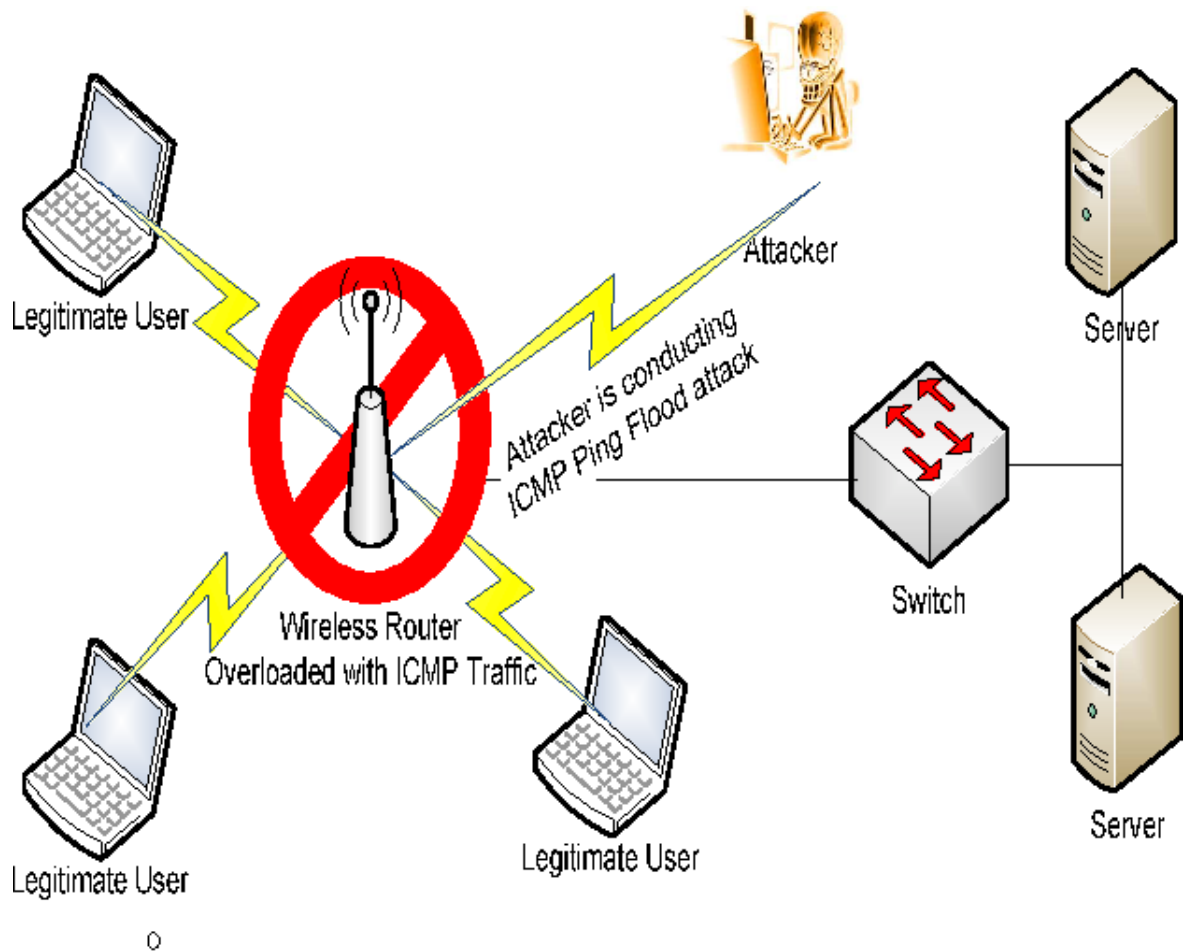 Attacker
Legitimate User
Server
Attacker is conducting
ICMP Ping Flood attack
Switch
Wireless Router
Overloaded with ICMP Traffic
Server
Legitimate User
Legitimate User